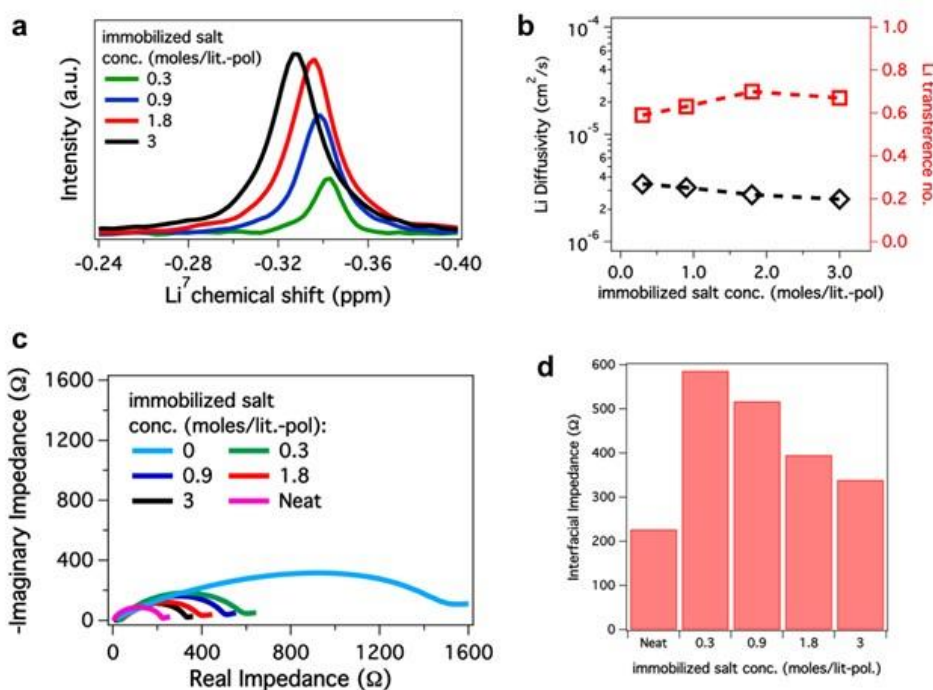 a
immobilized salt
conc. (moles/lit.-pol)
0.3
0.9
1.8
3
Intensity (a.u.)
-0.24
-0.28
-0.32
-0.36
-0.40
Li⁷ chemical shift (ppm)
b
Li Diffusivity (cm²/s)
10⁻⁴
6
4
2
10⁻⁵
6
4
2
10⁻⁶
1.0
0.8
0.6
0.4
0.2
0.0
Li transference no.
0.0
1.0
2.0
3.0
immobilized salt conc. (moles/lit.-pol)
c
-Imaginary Impedance (Ω)
1600
1200
800
400
0
immobilized salt
conc. (moles/lit.-pol):
0 0.3
0.9 1.8
3 Neat
0
400
800
1200
1600
Real Impedance (Ω)
d
Interfacial Impedance (Ω)
600
500
400
300
200
100
0
Neat
0.3
0.9
1.8
3
immobilized salt conc. (moles/lit-pol.)